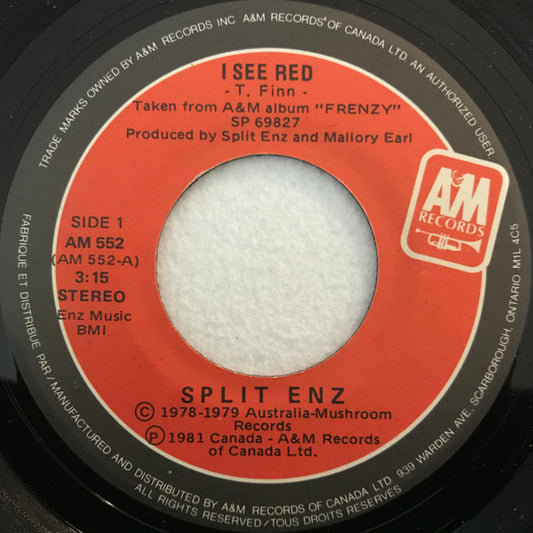 I SEE RED
- T. Finn -
Taken from A&M album "FRENZY"
SP 69827
Produced by Split Enz and Mallory Earl
A&M
RECORDS
SIDE 1
AM 552
(AM 552-A)
3:15
STEREO
Enz Music
BMI
SPLIT ENZ
© 1978-1979 Australia-Mushroom
Records
℗ 1981 Canada - A&M Records
of Canada Ltd.
TRADE MARKS OWNED BY A&M RECORDS INC. A&M RECORDS OF CANADA LTD AN AUTHORIZED USER
FABRIQUE ET DISTRIBUE PAR / MANUFACTURED AND DISTRIBUTED BY A&M RECORDS OF CANADA LTD. 939 WARDEN AVE, SCARBOROUGH, ONTARIO M1L 4C5
ALL RIGHTS RESERVED / TOUS DROITS RESERVES